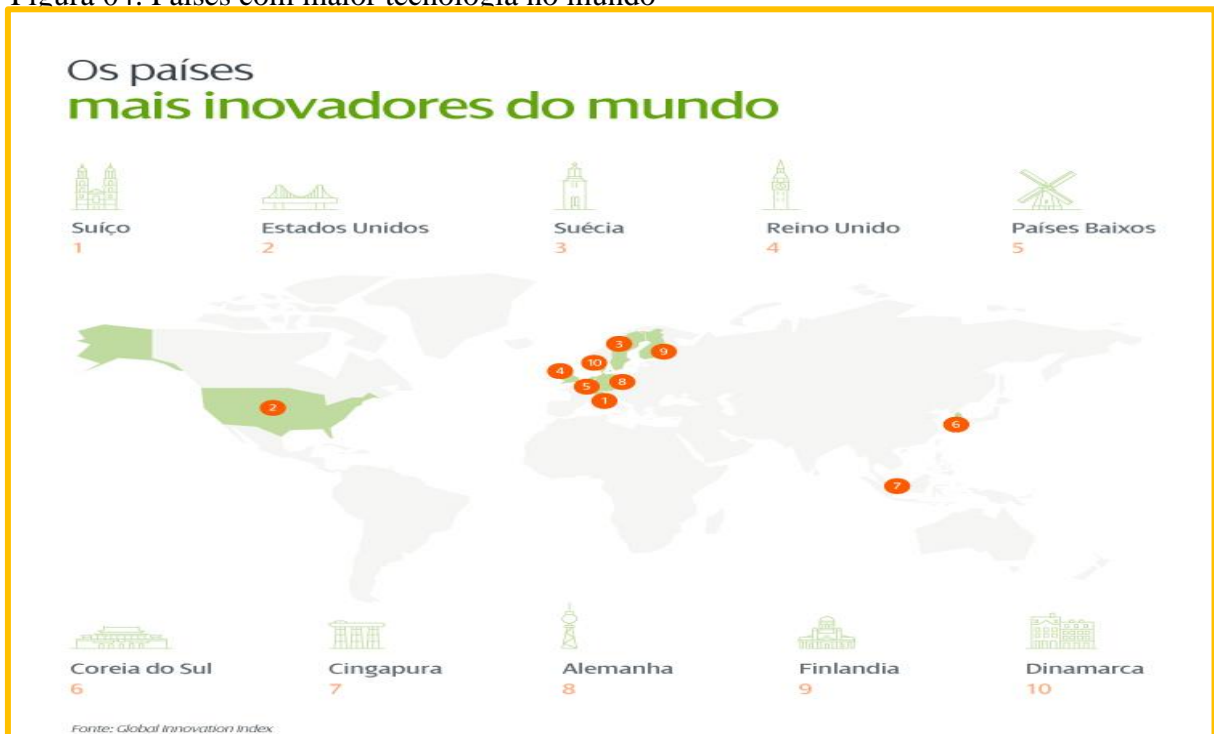 Figura 04: Países com maior tecnologia no mundo
Os países
mais inovadores do mundo
Suíço
1
Estados Unidos
2
Suécia
3
Reino Unido
4
Países Baixos
5
3
9
10
4
5
8
1
2
6
7
Coreia do Sul
6
Cingapura
7
Alemanha
8
Finlandia
9
Dinamarca
10
Fonte: Global Innovation Index